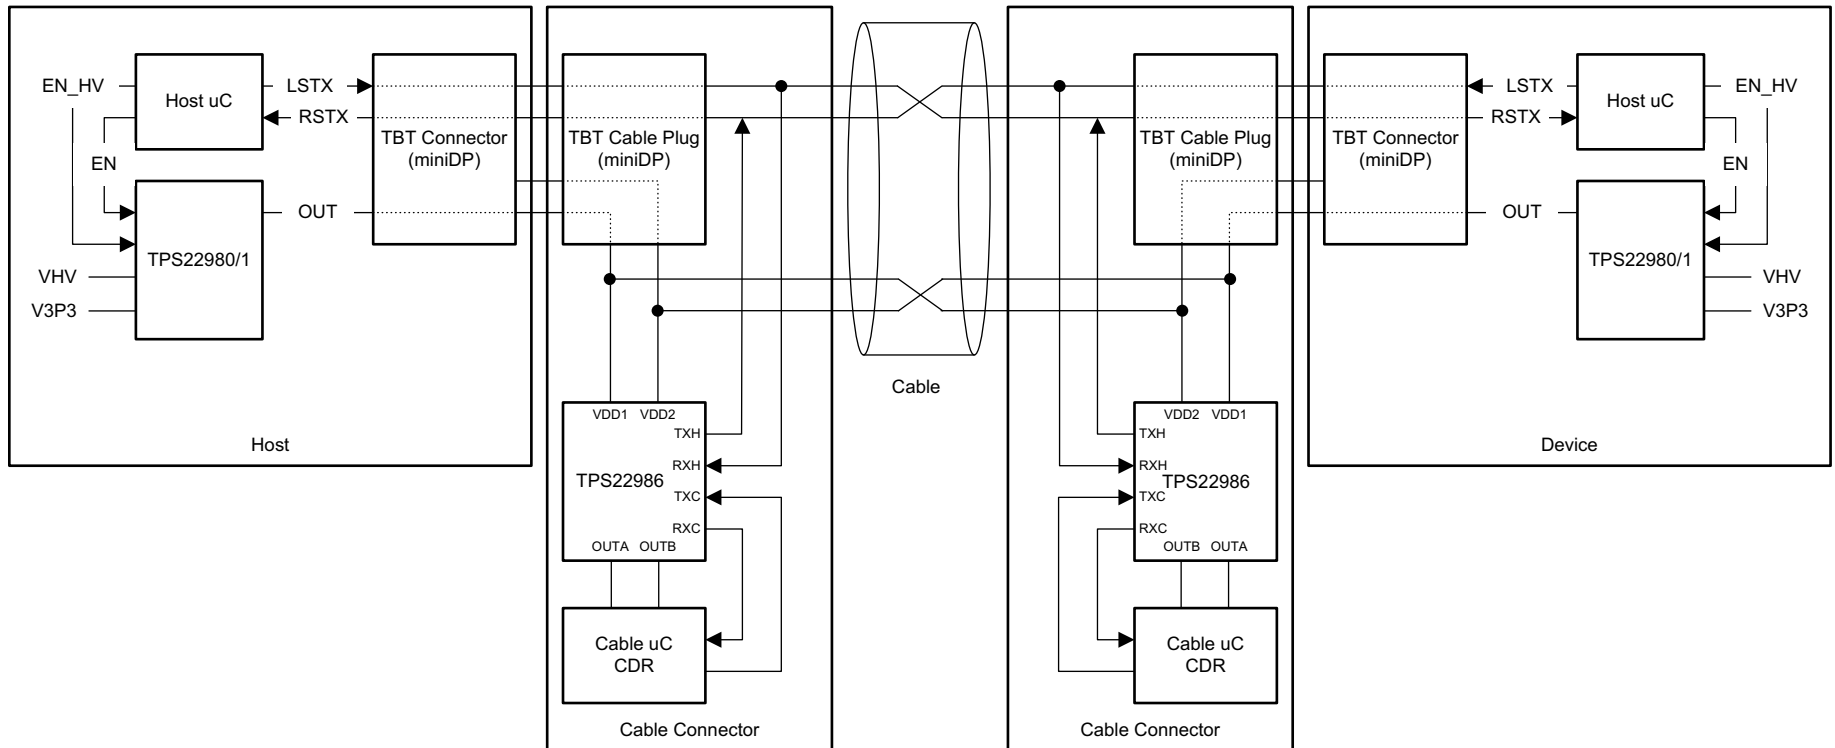 EN_HV
Host uC
LSTX
RSTX
EN
TBT Connector
(miniDP)
TPS22980/1
OUT
VHV
V3P3
Host
TBT Cable Plug
(miniDP)
VDD1 VDD2
TXH
RXH
TPS22986
TXC
RXC
OUTA OUTB
Cable uC
CDR
Cable Connector
Cable
TBT Cable Plug
(miniDP)
VDD2 VDD1
TXH
RXH
TPS22986
TXC
RXC
OUTB OUTA
Cable uC
CDR
Cable Connector
TBT Connector
(miniDP)
LSTX
RSTX
Host uC
EN_HV
EN
OUT
TPS22980/1
VHV
V3P3
Device